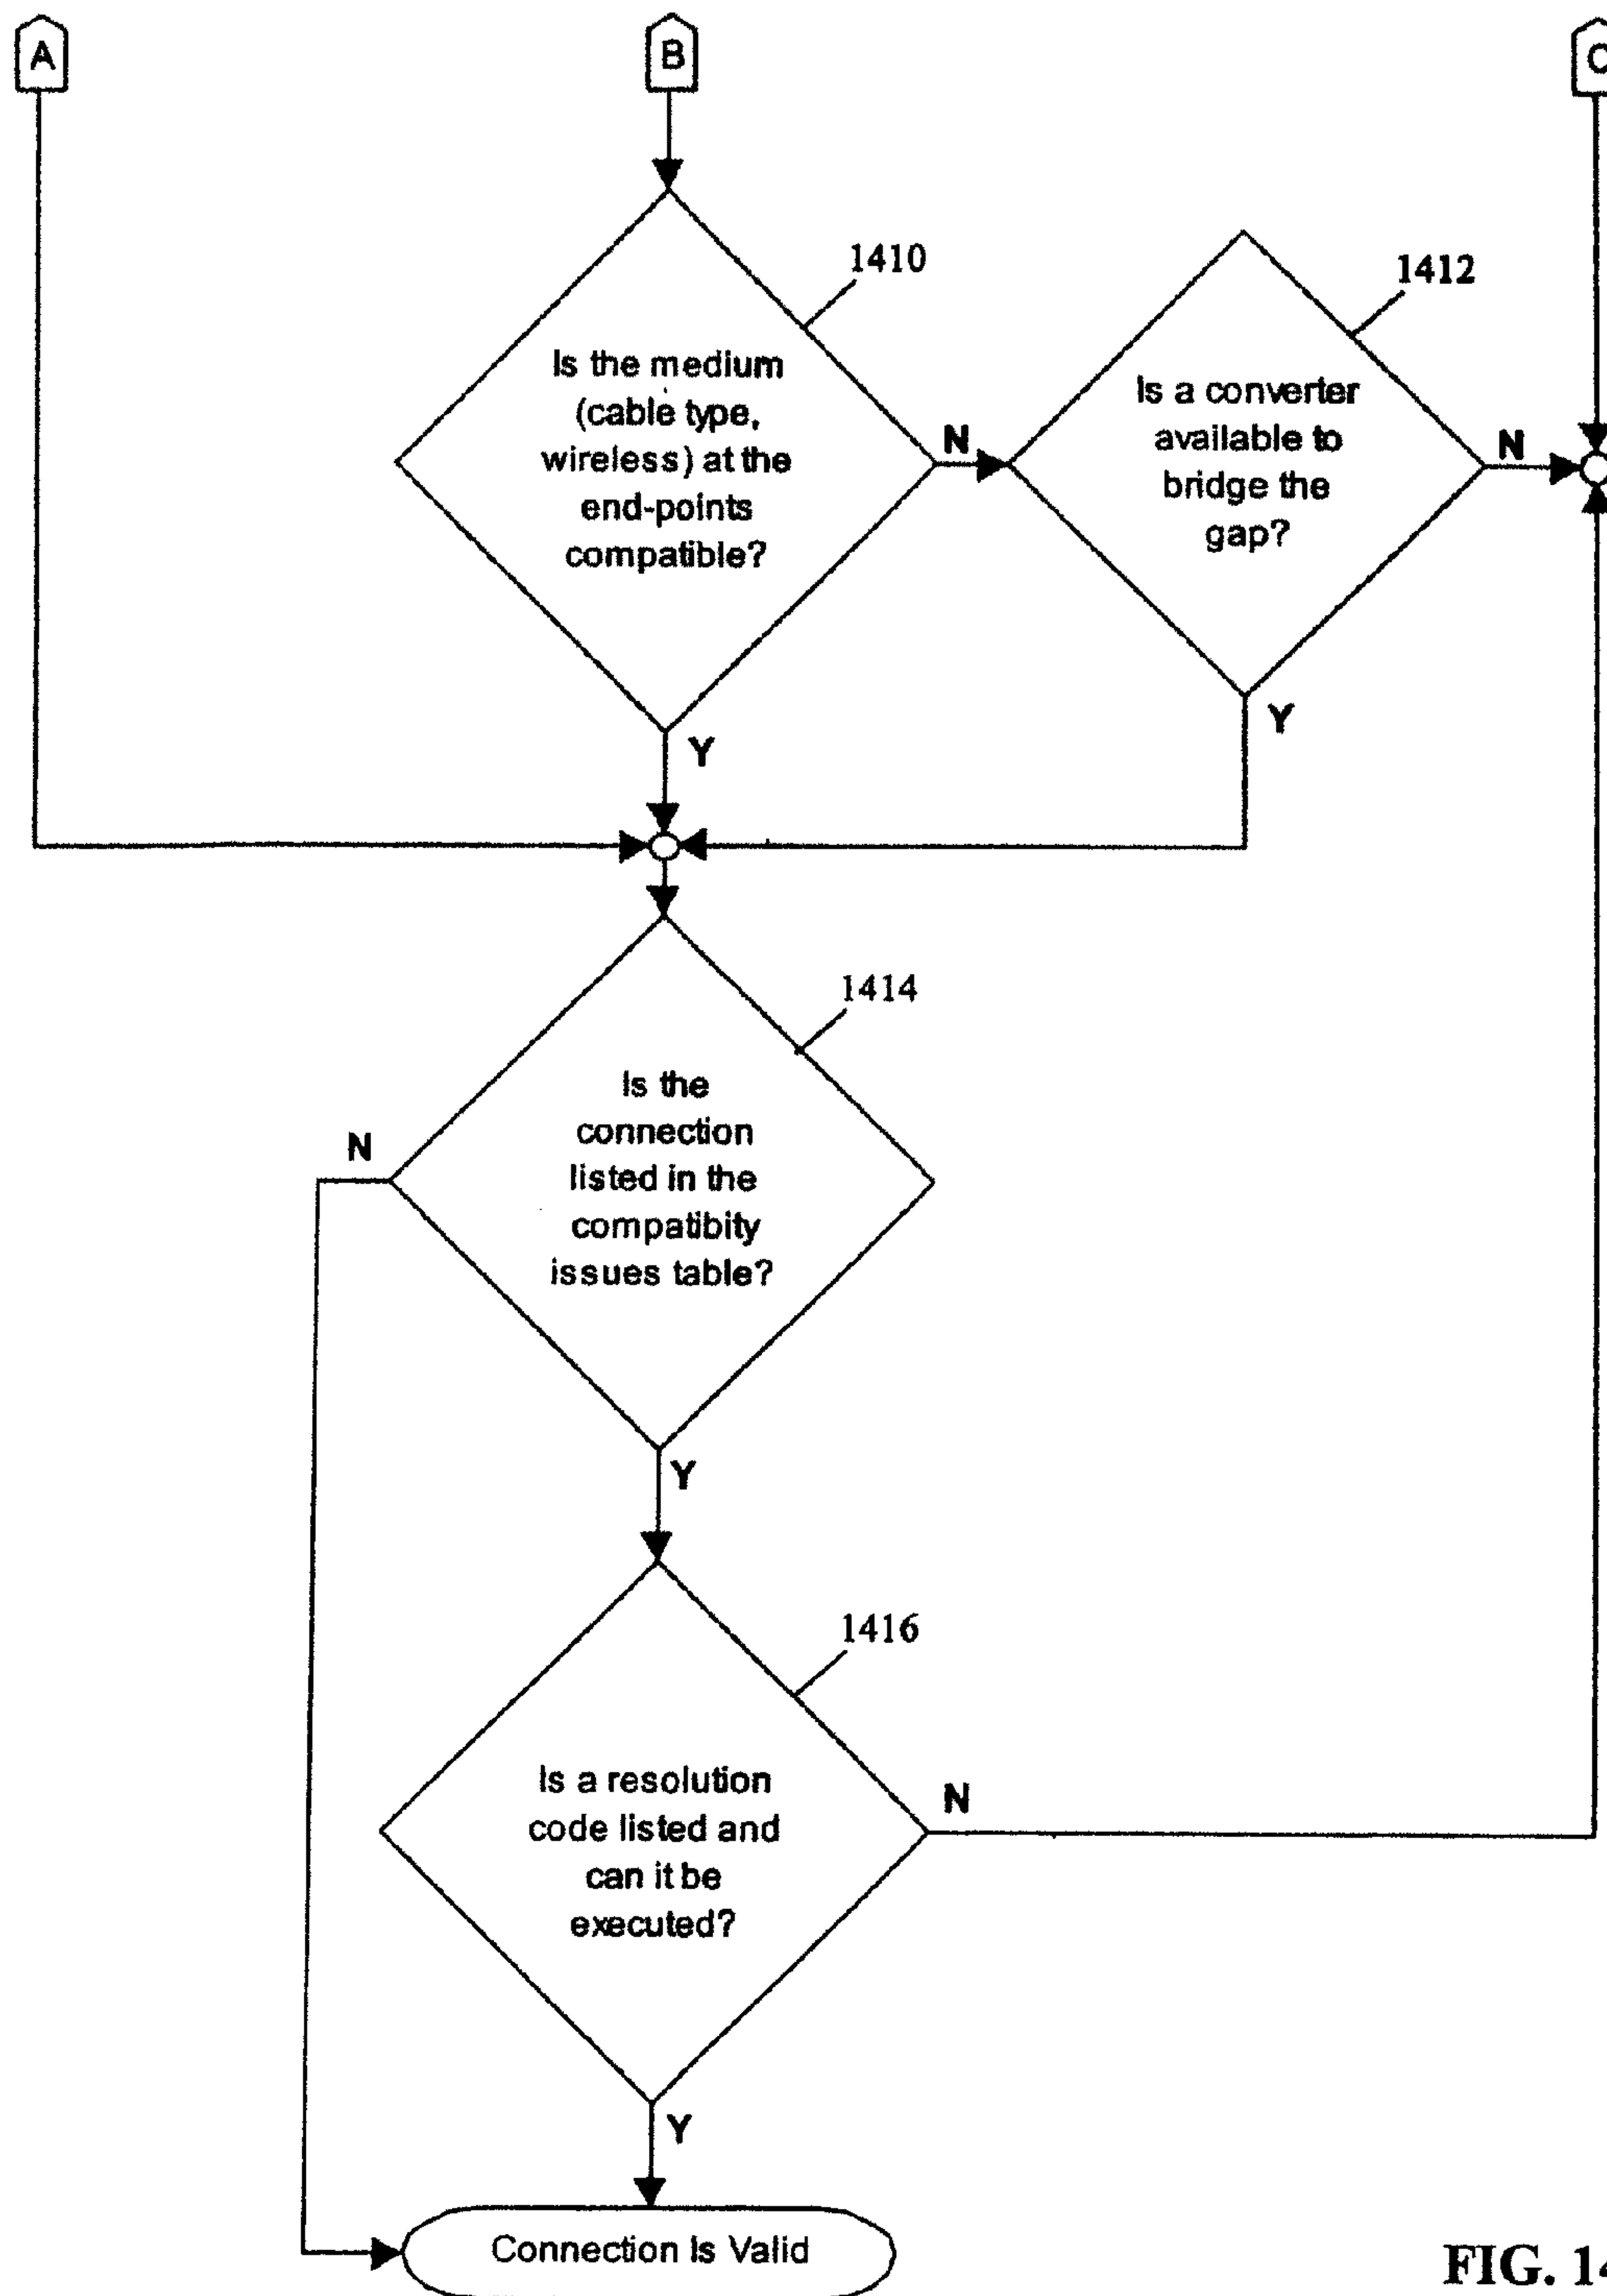 A
B
1410
1412
Is the medium
(cable type,
wireless) at the
end-points
compatible?
N
Is a converter
available to
bridge the
gap?
N
Y
Y
1414
Is the
connection
listed in the
compatibity
issues table?
N
Y
1416
Is a resolution
code listed and
can it be
executed?
N
Y
Connection Is Valid
FIG. 14